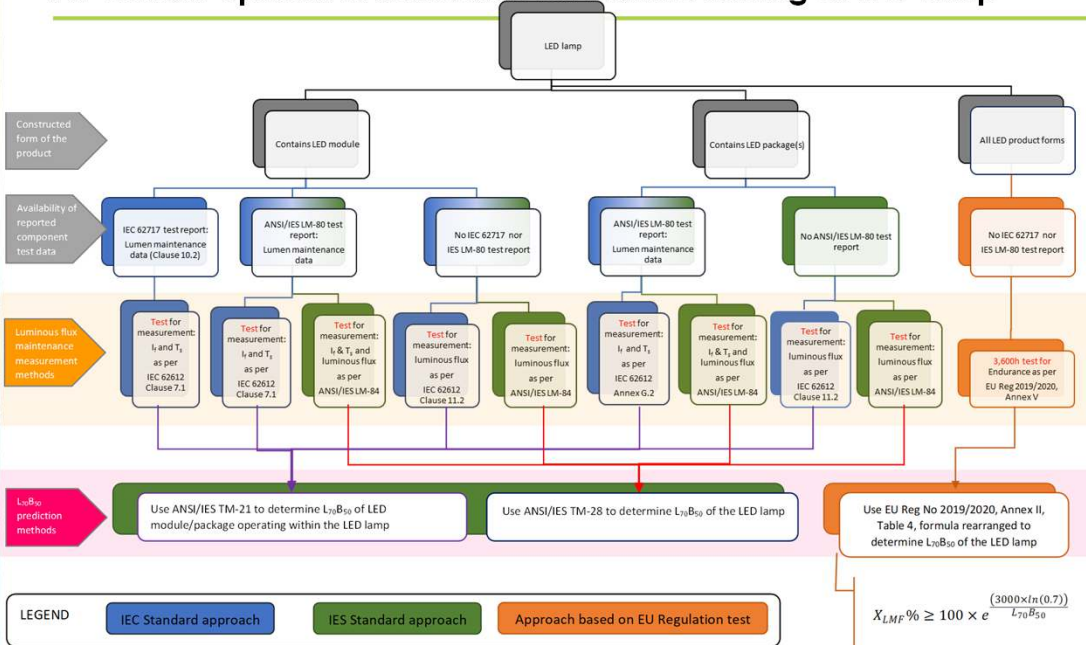 LED lamp
Constructed
form of the
product
Contains LED module
Contains LED package(s)
All LED product forms
Availability of
reported
component
test data
IEC 62717 test report:
Lumen maintenance
data (Clause 10.2)
ANSI/IES LM-80 test
report:
Lumen maintenance
data
No IEC 62717 nor
IES LM-80 test report
ANSI/IES LM-80 test
report:
Lumen maintenance
data
No ANSI/IES LM-80 test
report
No IEC 62717 nor
IES LM-80 test report
Luminous flux
maintenance
measurement
methods
Test for
measurement:
I_f and T_s
as per
IEC 62612
Clause 7.1
Test for
measurement:
I_f and T_s
as per
IEC 62612
Clause 7.1
Test for
measurement:
I_f & T_s and
luminous flux
as per
ANSI/IES LM-84
Test for
measurement:
luminous flux
as per
IEC 62612
Clause 11.2
Test for
measurement:
luminous flux
as per
ANSI/IES LM-84
Test for
measurement:
I_f and T_s
as per
IEC 62612
Annex G.2
Test for
measurement:
I_f & T_s and
luminous flux
as per
ANSI/IES LM-84
Test for
measurement:
luminous flux
as per
IEC 62612
Clause 11.2
Test for
measurement:
luminous flux
as per
ANSI/IES LM-84
3,600h test for
Endurance as per
EU Reg 2019/2020,
Annex V
L₇₀B₅₀
prediction
methods
Use ANSI/IES TM-21 to determine L₇₀B₅₀ of LED
module/package operating within the LED lamp
Use ANSI/IES TM-28 to determine L₇₀B₅₀ of the LED lamp
Use EU Reg No 2019/2020, Annex II,
Table 4, formula rearranged to
determine L₇₀B₅₀ of the LED lamp
LEGEND
IEC Standard approach
IES Standard approach
Approach based on EU Regulation test
X_LMF% ≥ 100 × e^((3000×ln(0.7))/L₇₀B₅₀)